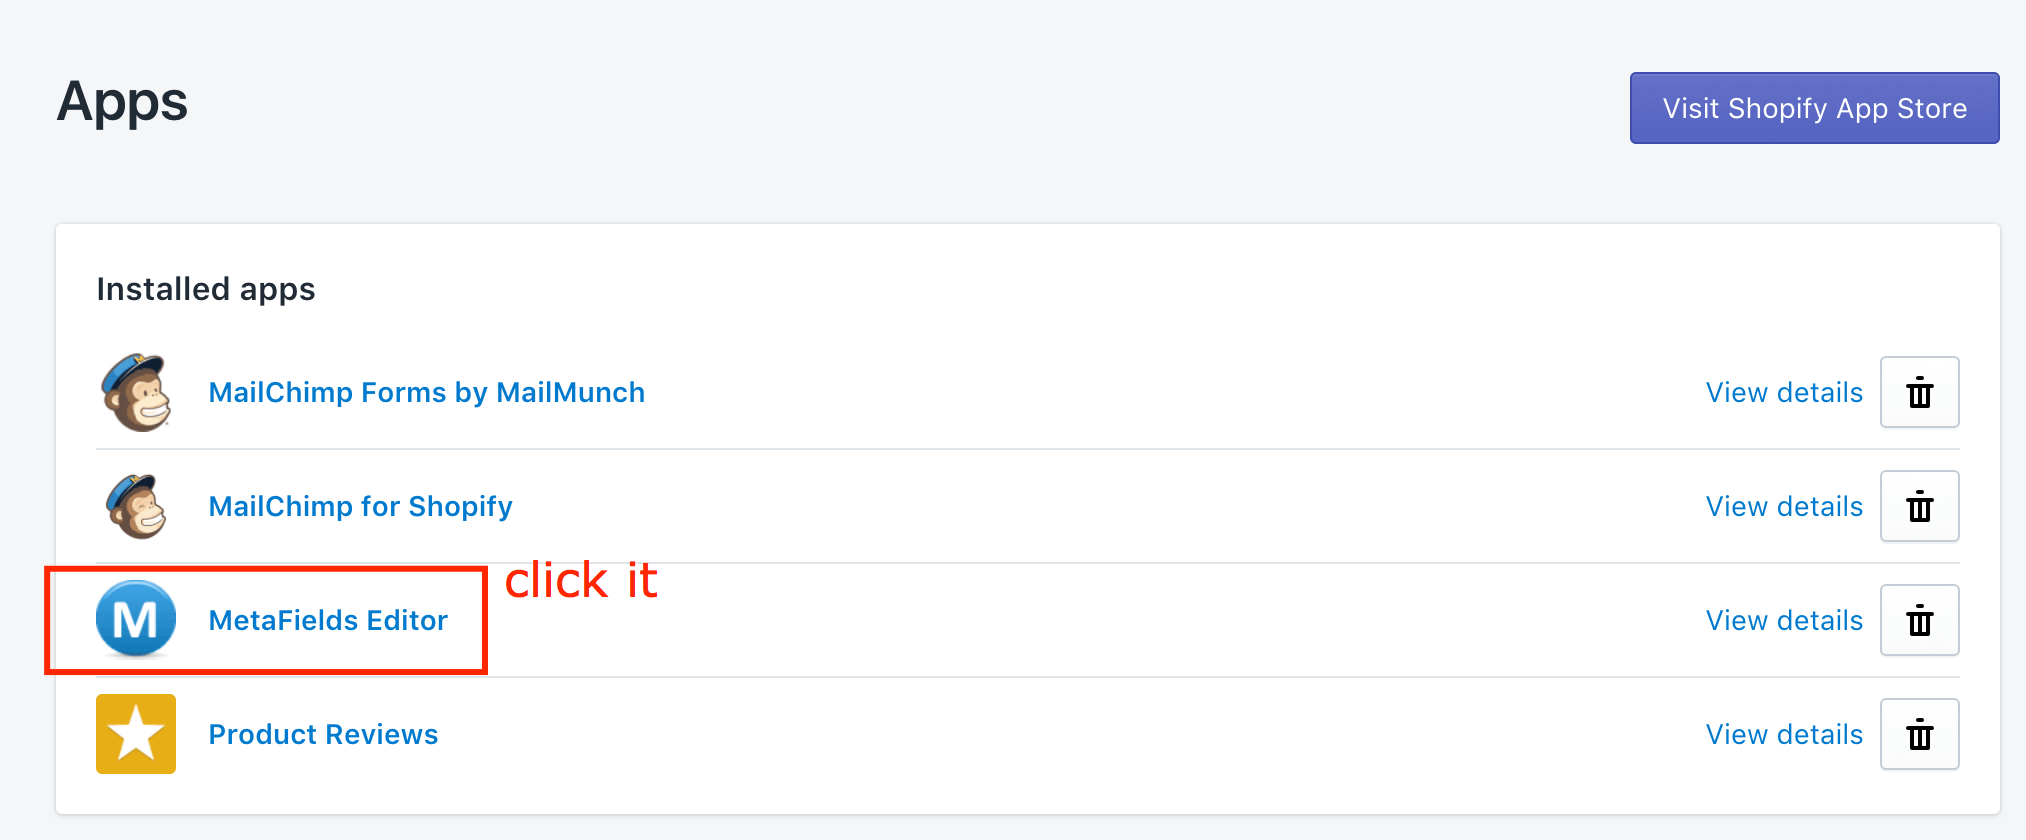 Apps
Visit Shopify App Store
Installed apps
MailChimp Forms by MailMunch
View details
MailChimp for Shopify
View details
click it
M
MetaFields Editor
View details
Product Reviews
View details